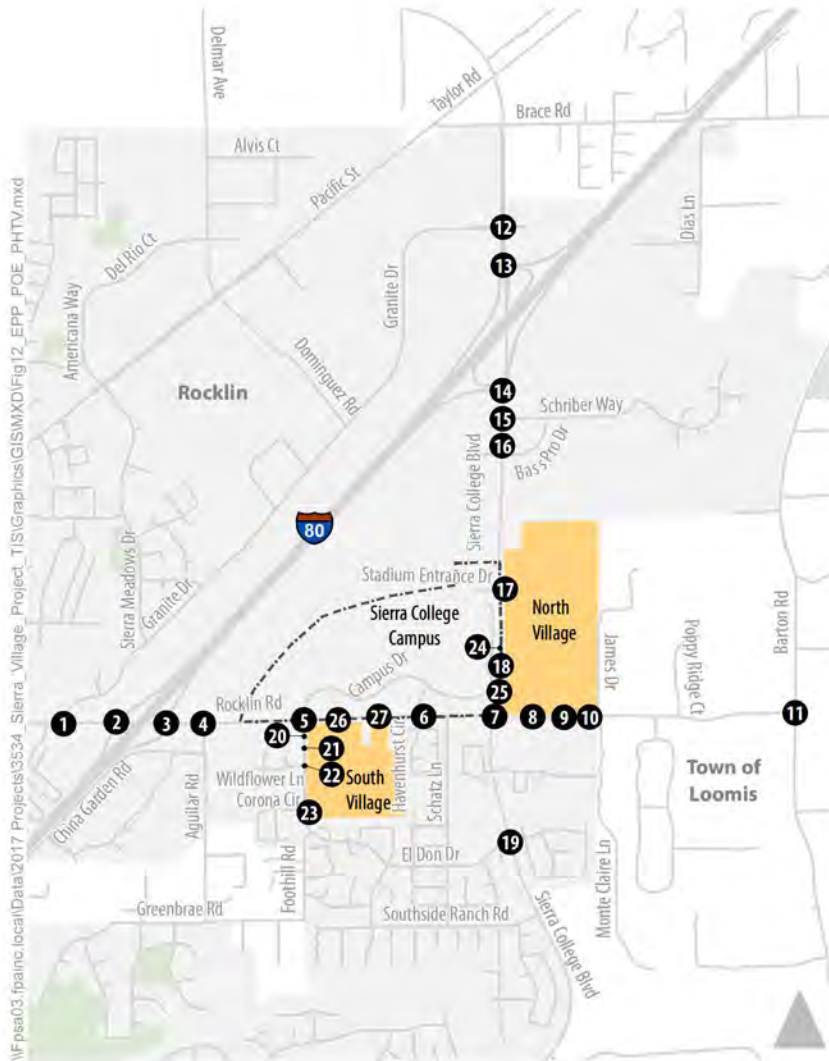 Delmar Ave
Taylor Rd
Brace Rd
Alvis Ct
Pacific St
Dias Ln
12
Del Rio Ct
13
Americana Way
Granite Dr
Dominguez Rd
Rocklin
14
15
Schriber Way
16
Bass Pro Dr
Sierra College Blvd
80
Sierra Meadows Dr
Granite Dr
Stadium Entrance Dr
17
Sierra College
Campus
North
Village
James Dr
Poppy Ridge Ct
Barton Rd
24
18
Campus Dr
25
Rocklin Rd
1
2
3
4
5
26
27
6
7
8
9
10
11
20
21
22
China Garden Rd
Aguilar Rd
Wildflower Ln
Corona Cir
South
Village
Havenhurst Cir
Schatz Ln
Town of
Loomis
23
19
Foothill Rd
El Don Dr
Monte Claire Ln
Greenbrae Rd
Southside Ranch Rd
Sierra College Blvd
\\Fpsa03.fpainc.local\Data\2017 Projects\3534_Sierra_Village_Project_TIS\Graphics\GIS\MXD\Fig12_EPP_POE_PHTV.mxd